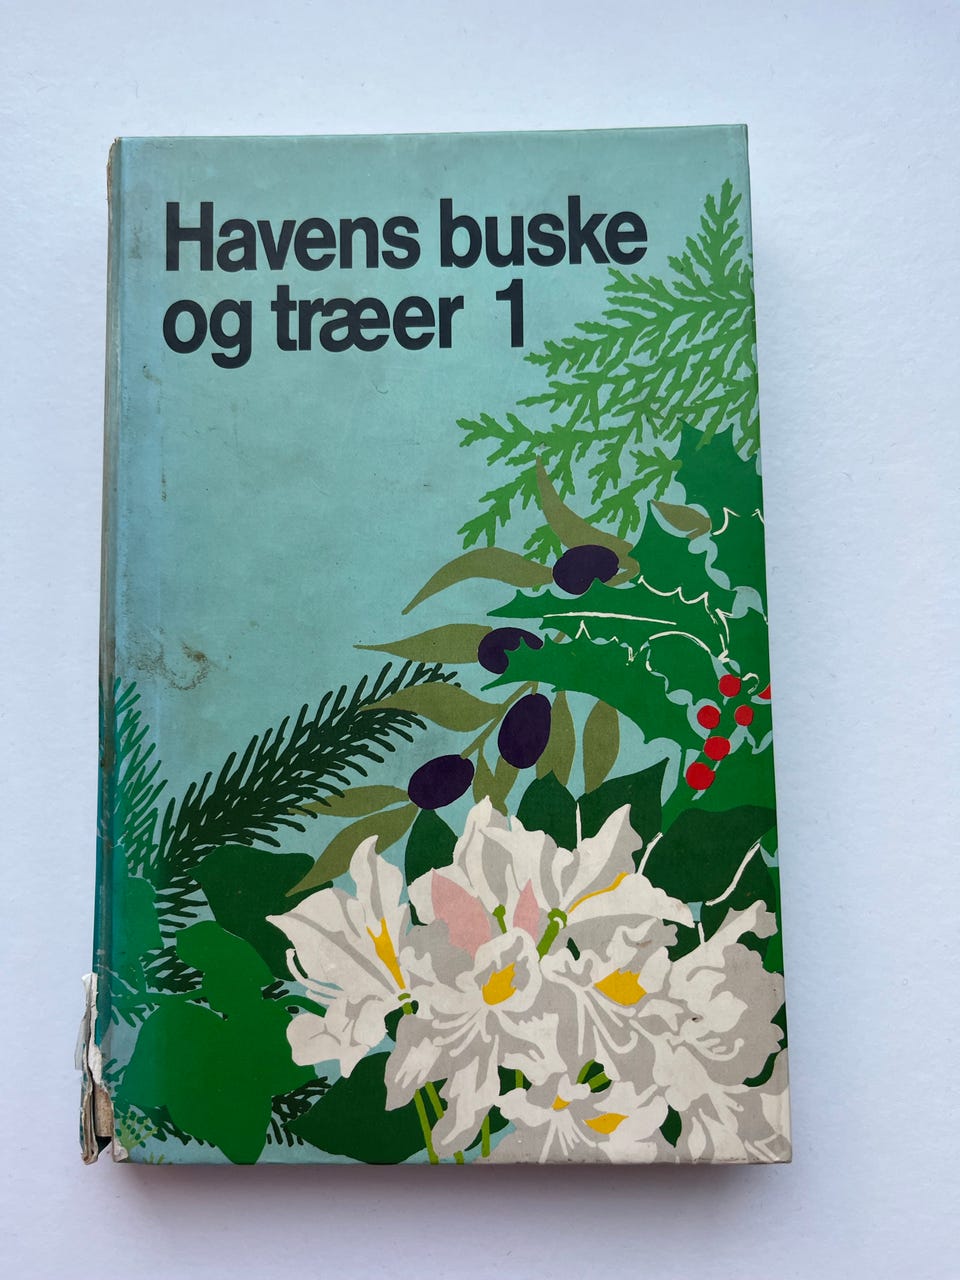 Havens buske
og træer 1